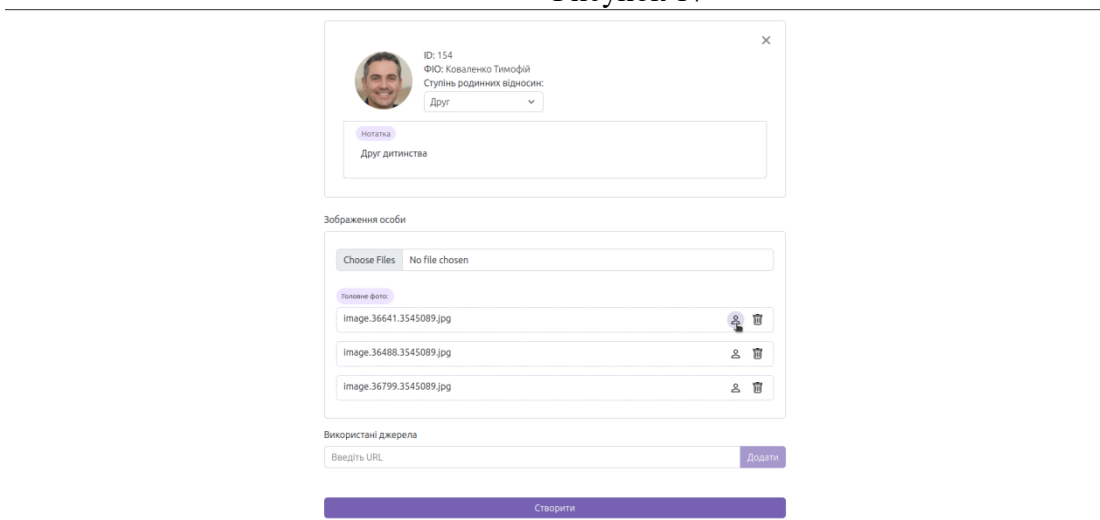 ID: 154
ФІО: Коваленко Тимофій
Ступінь родинних відносин:
Друг
Нотатка
Друг дитинства
Зображення особи
Choose Files No file chosen
Головне фото:
image.36641.3545089.jpg
image.36488.3545089.jpg
image.36799.3545089.jpg
Використані джерела
Введіть URL Додати
Створити